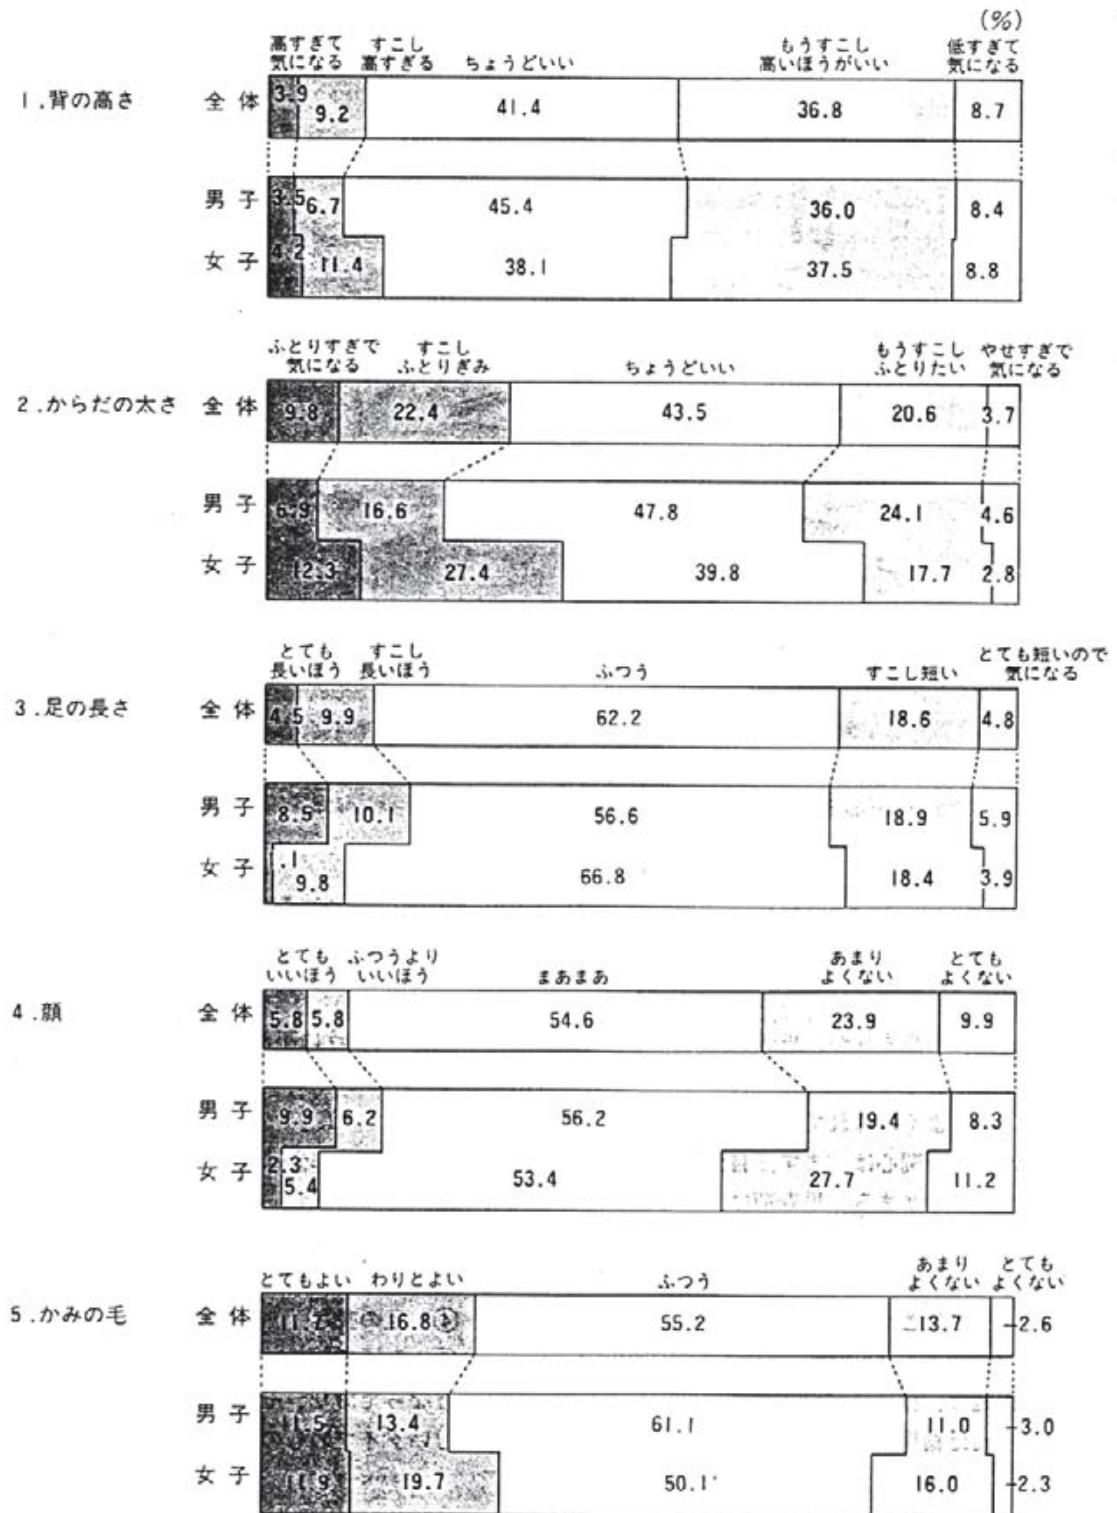 (%)
高すぎて すこし もうすこし 低すぎて
気になる 高すぎる ちょうどいい 高いほうがいい 気になる
1.背の高さ 全体 3.9 9.2 41.4 36.8 8.7
男子 3.5 6.7 45.4 36.0 8.4
女子 4.2 11.4 38.1 37.5 8.8
ふとりすぎで すこし もうすこし やせすぎで
気になる ふとりぎみ ちょうどいい ふとりたい 気になる
2.からだの太さ 全体 9.8 22.4 43.5 20.6 3.7
男子 6.9 16.6 47.8 24.1 4.6
女子 12.3 27.4 39.8 17.7 2.8
とても すこし とても短いので
長いほう 長いほう ふつう すこし短い 気になる
3.足の長さ 全体 4.5 9.9 62.2 18.6 4.8
男子 8.5 10.1 56.6 18.9 5.9
女子 .1 9.8 66.8 18.4 3.9
とても ふつうより あまり とても
いいほう いいほう まあまあ よくない よくない
4.顔 全体 5.8 5.8 54.6 23.9 9.9
男子 9.9 6.2 56.2 19.4 8.3
女子 2.3 5.4 53.4 27.7 11.2
あまり とても
とてもよい わりとよい ふつう よくない よくない
5.かみの毛 全体 11.7 16.8 55.2 13.7 2.6
男子 11.5 13.4 61.1 11.0 3.0
女子 11.9 19.7 50.1 16.0 2.3